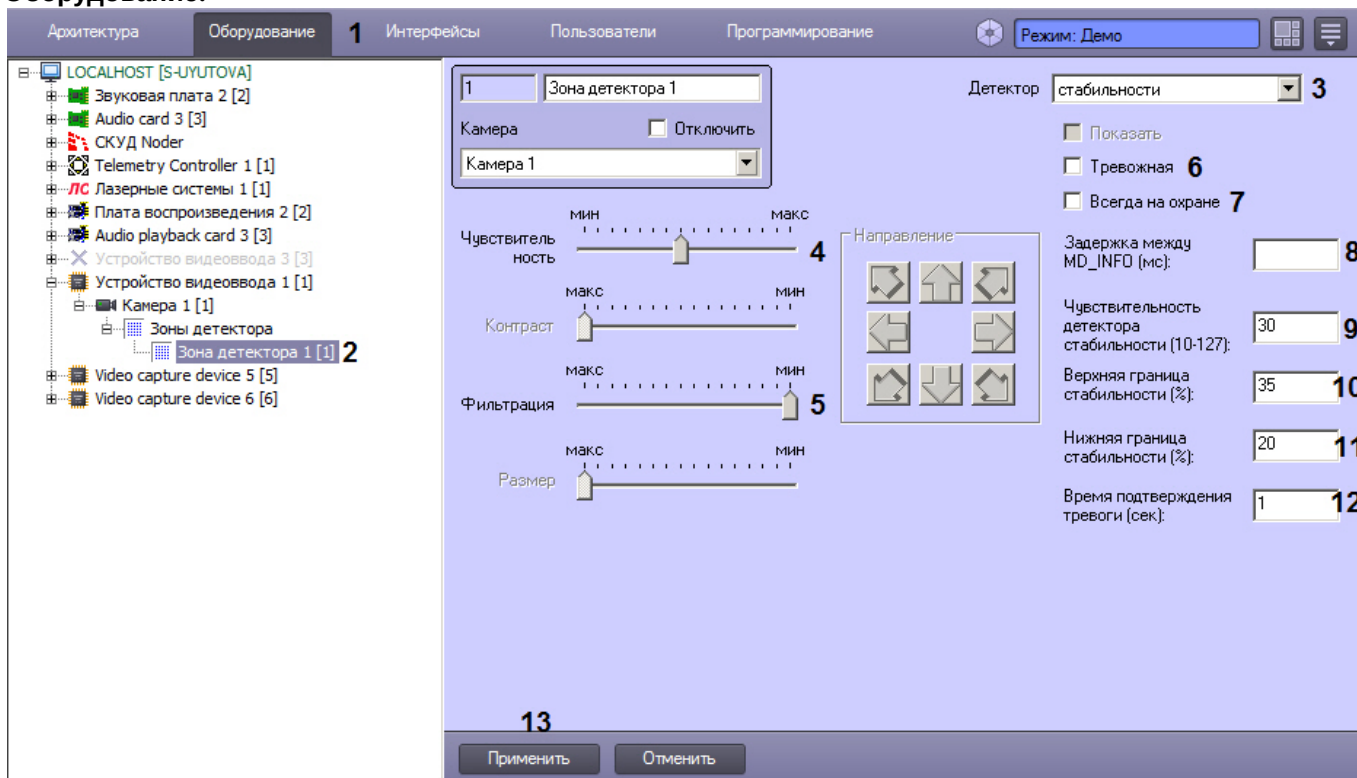 Оборудование.
Архитектура Оборудование 1 Интерфейсы Пользователи Программирование Режим: Демо
LOCALHOST [S-UYUTOVA]
Звуковая плата 2 [2]
Audio card 3 [3]
СКУД Noder
Telemetry Controller 1 [1]
ЛС Лазерные системы 1 [1]
Плата воспроизведения 2 [2]
Audio playback card 3 [3]
Устройство видеоввода 3 [3]
Устройство видеоввода 1 [1]
Камера 1 [1]
Зоны детектора
Зона детектора 1 [1] 2
Video capture device 5 [5]
Video capture device 6 [6]
1 Зона детектора 1
Камера Отключить
Камера 1
Детектор стабильности 3
Показать
Тревожная 6
Всегда на охране 7
мин макс
Чувствитель
ность 4
макс мин
Контраст
макс мин
Фильтрация 5
макс мин
Размер
Направление
Задержка между
MD_INFO (мс): 8
Чувствительность
детектора
стабильности (10-127): 30 9
Верхняя граница
стабильности (%): 35 10
Нижняя граница
стабильности (%): 20 11
Время подтверждения
тревоги (сек): 1 12
13
Применить Отменить